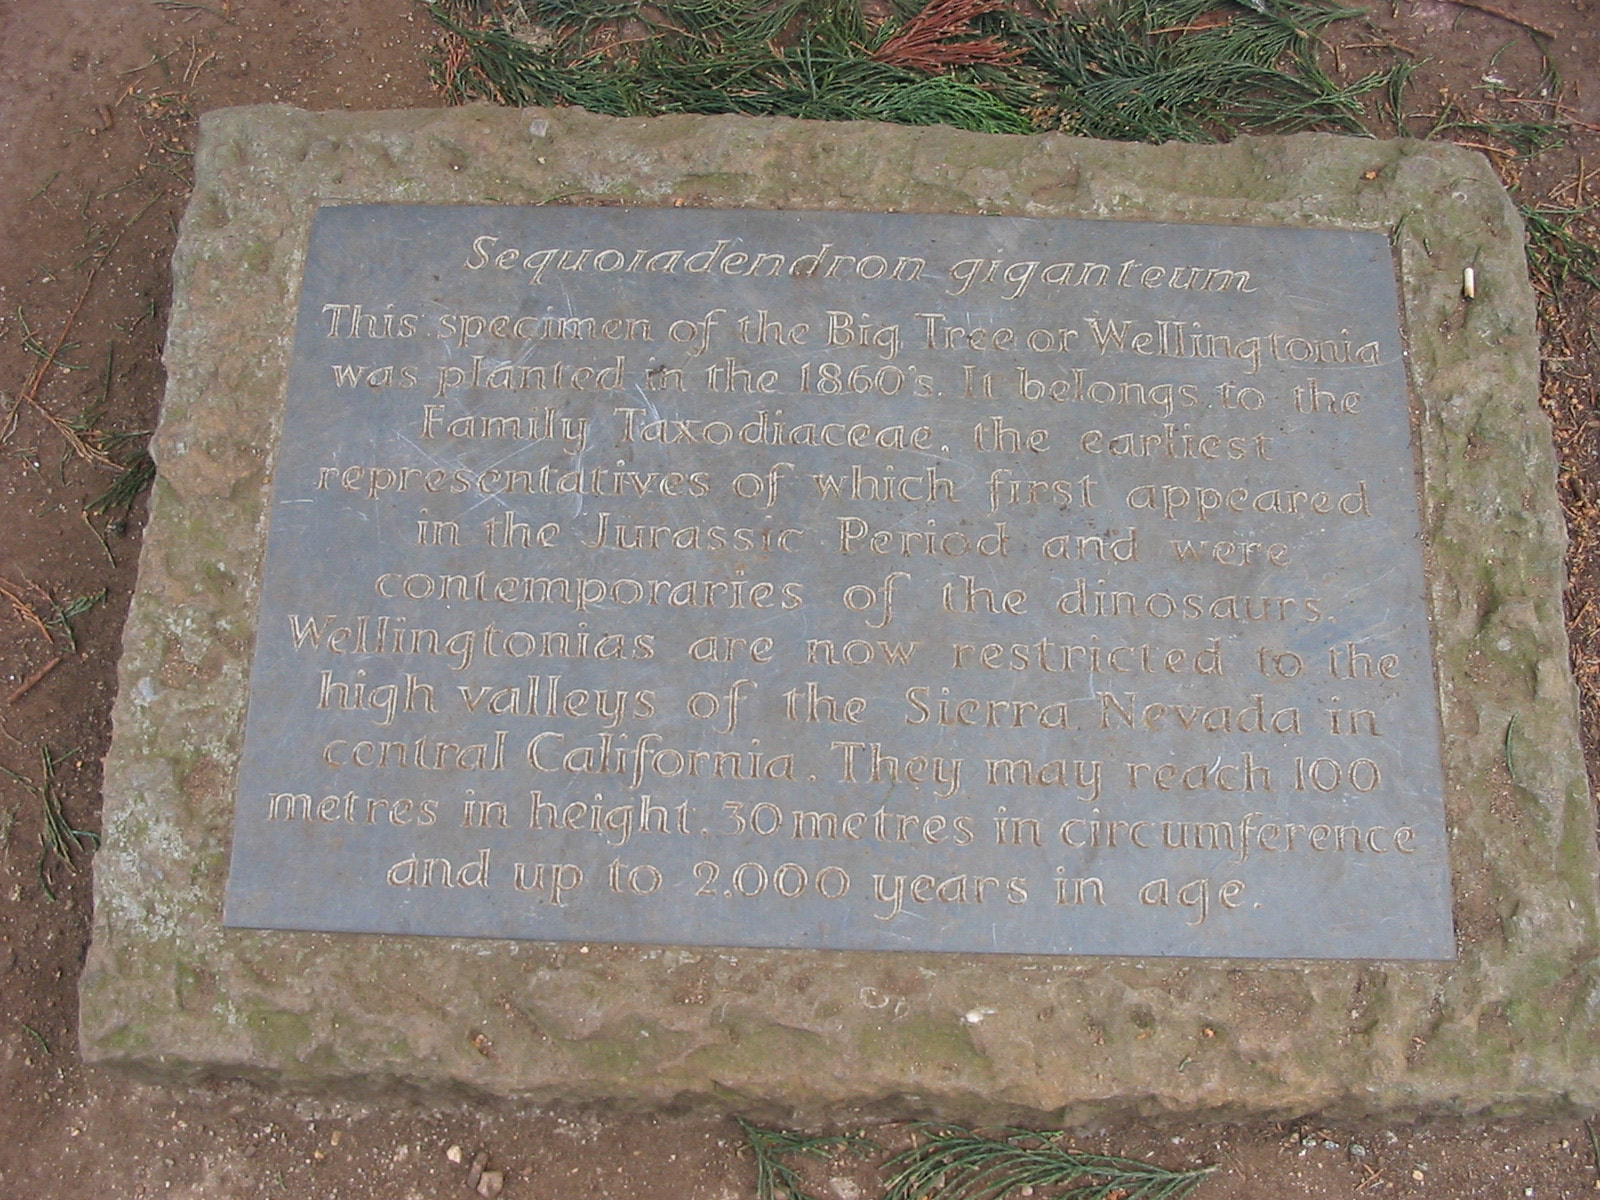 Sequoiadendron giganteum
This specimen of the Big Tree or Wellingtonia
was planted in the 1860's. It belongs to the
Family Taxodiaceae, the earliest
representatives of which first appeared
in the Jurassic Period and were
contemporaries of the dinosaurs.
Wellingtonias are now restricted to the
high valleys of the Sierra Nevada in
central California. They may reach 100
metres in height, 30 metres in circumference
and up to 2,000 years in age.